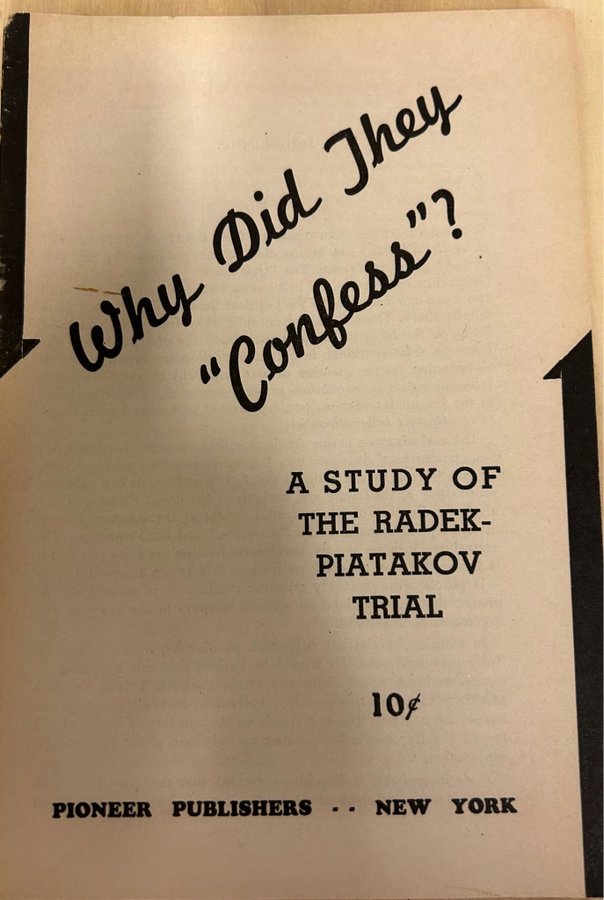 Why Did They
"Confess"?
A STUDY OF
THE RADEK-
PIATAKOV
TRIAL
10¢
PIONEER PUBLISHERS - - NEW YORK